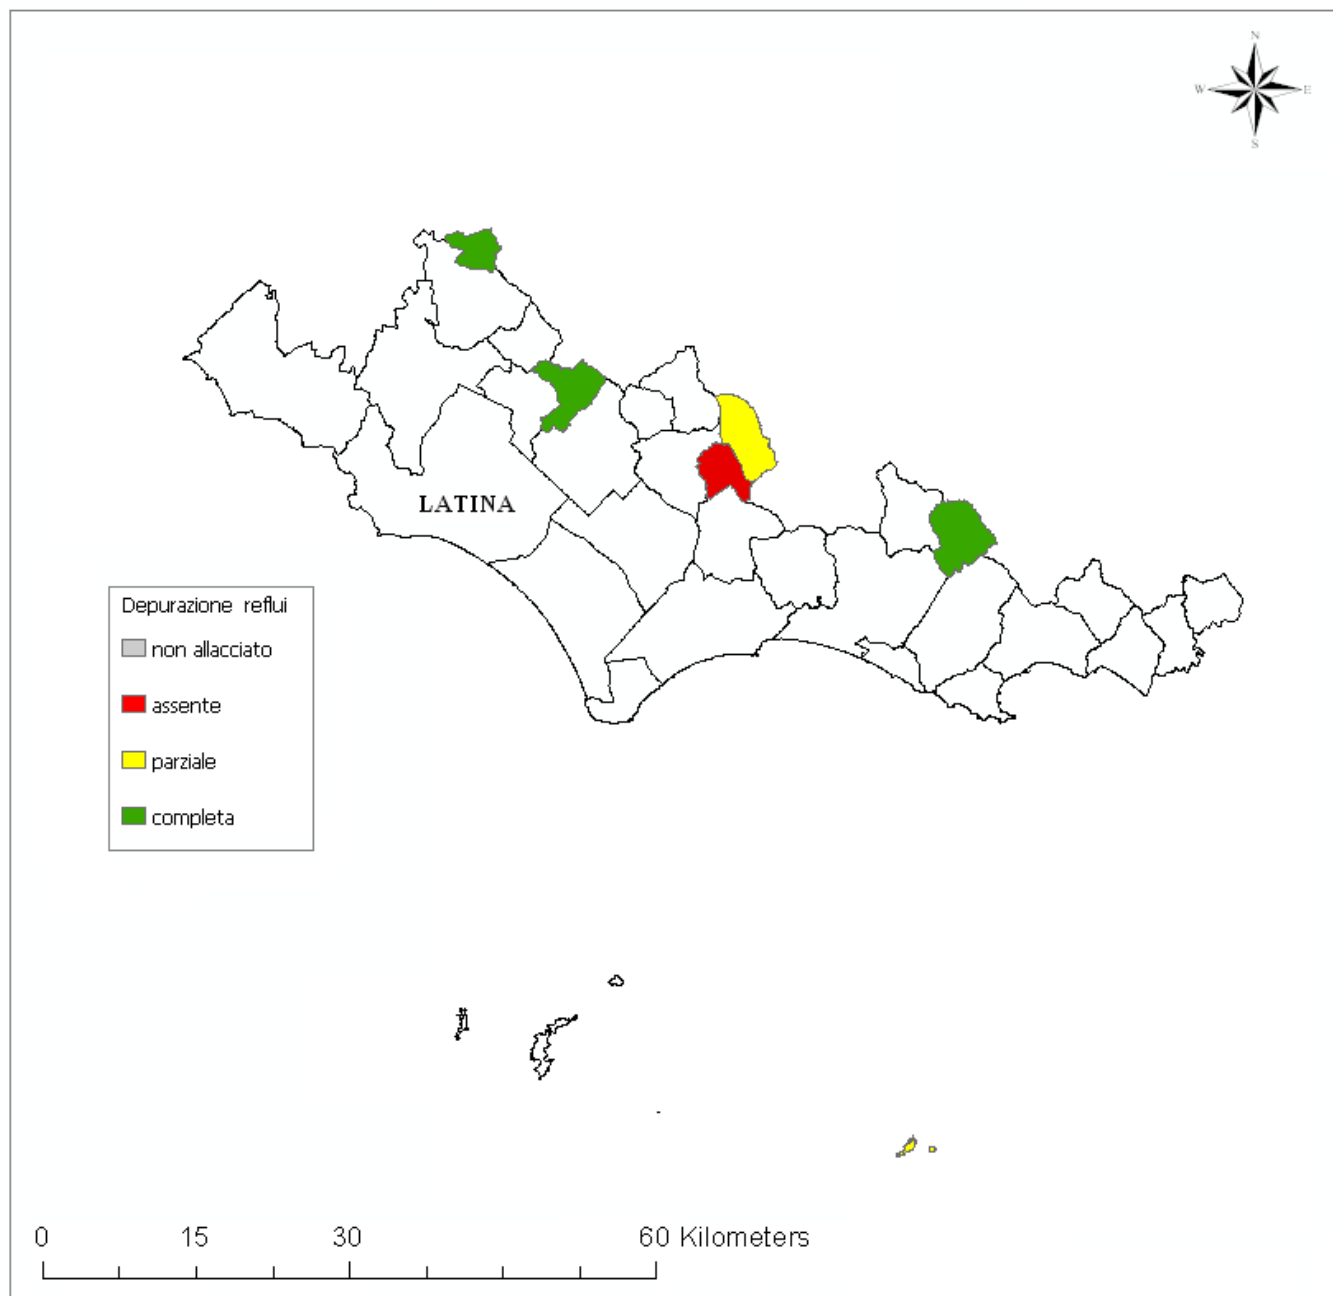 N
W E
S
LATINA
Depurazione reflui
non allacciato
assente
parziale
completa
0 15 30 60 Kilometers